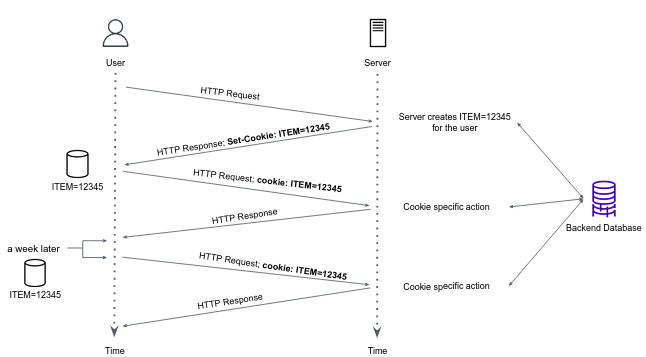 User
Server
HTTP Request
Server creates ITEM=12345
for the user
HTTP Response; Set-Cookie: ITEM=12345
ITEM=12345
HTTP Request; cookie: ITEM=12345
Cookie specific action
HTTP Response
Backend Database
a week later
ITEM=12345
HTTP Request; cookie: ITEM=12345
Cookie specific action
HTTP Response
Time
Time